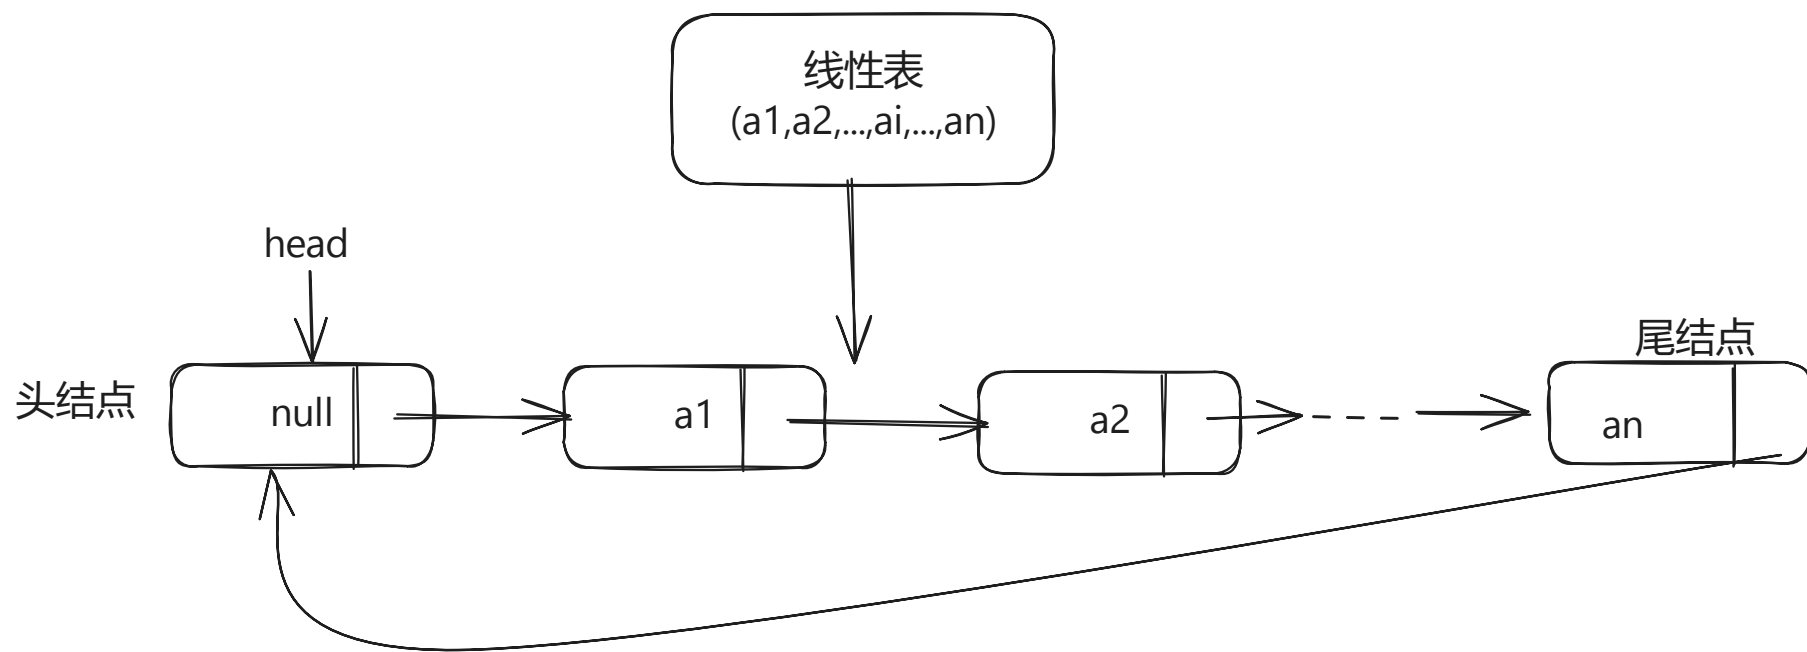 线性表
(a1,a2,...,ai,...,an)
head
尾结点
头结点
null
a1
a2
an